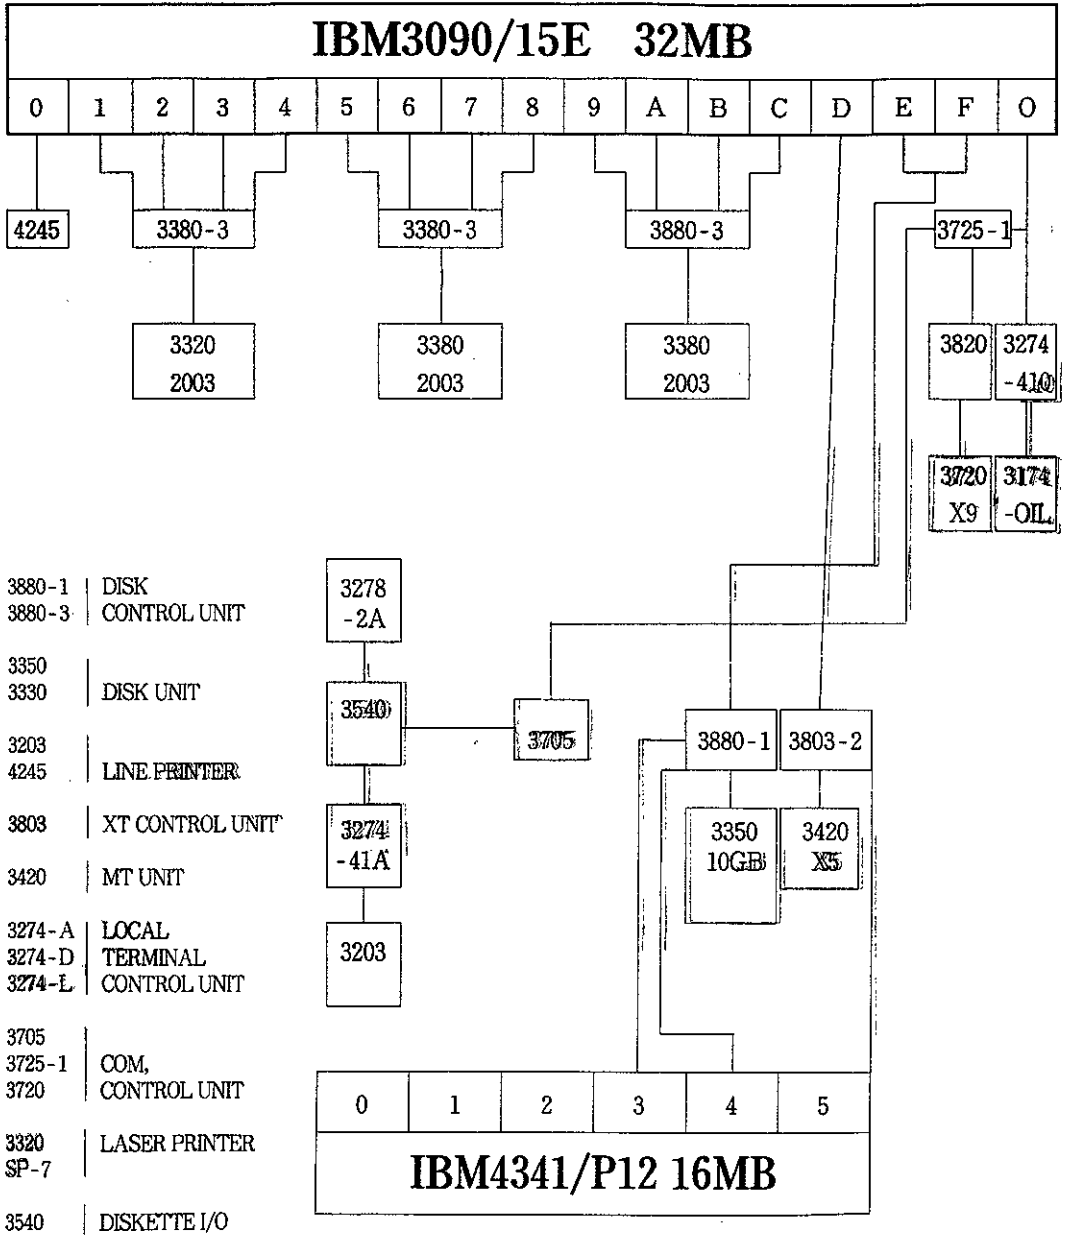 IBM3090/15E 32MB
0 1 2 3 4 5 6 7 8 9 A B C D E F O
4245 3380-3 3380-3 3880-3 3725-1
3320 3380 3380 3820 3274
2003 2003 2003 -410
3720 3174
X9 -OIL
3880-1 DISK
3880-3 CONTROL UNIT
3350
3330 DISK UNIT
3203
4245 LINE PRINTER
3803 XT CONTROL UNIT
3420 MT UNIT
3274-A LOCAL
3274-D TERMINAL
3274-L CONTROL UNIT
3705
3725-1 COM,
3720 CONTROL UNIT
3320 LASER PRINTER
SP-7
3540 DISKETTE I/O
3278
-2A
3540
3705
3274
-41A
3203
3880-1 3803-2
3350 3420
10GB X5
0 1 2 3 4 5
IBM4341/P12 16MB